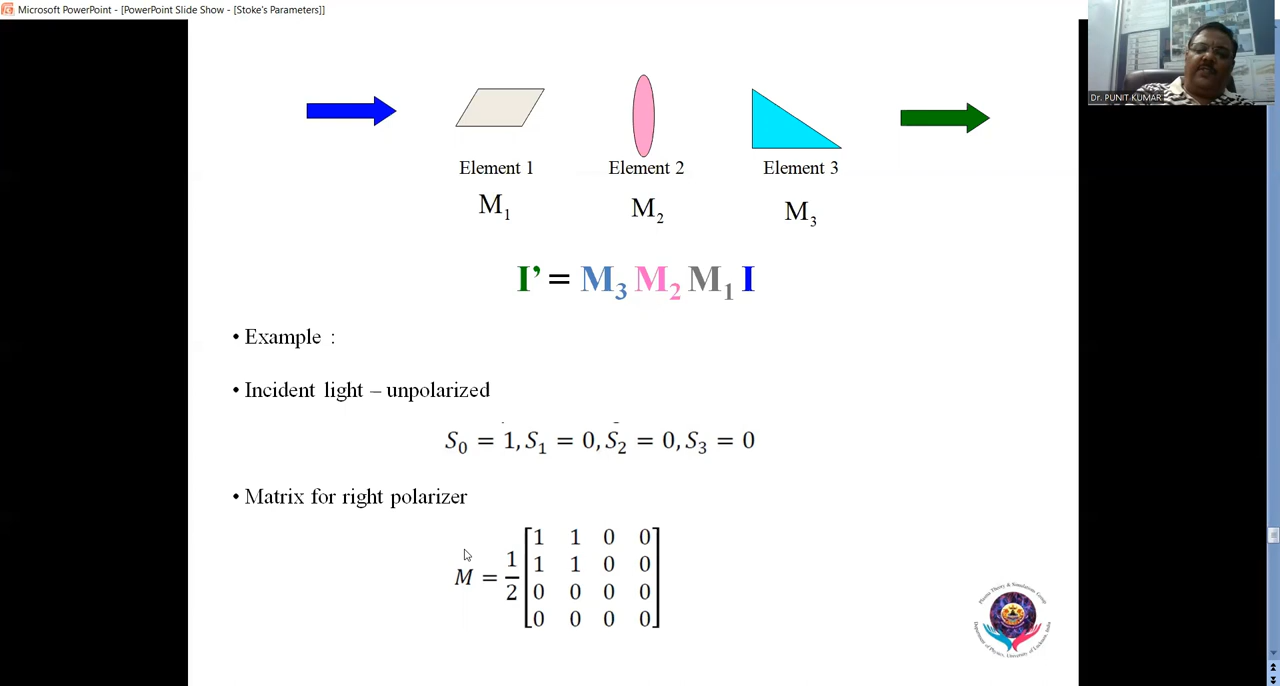 Microsoft PowerPoint - [PowerPoint Slide Show - [Stoke's Parameters]]
Dr. PUNIT KUMAR
Element 1 Element 2 Element 3
M₁ M₂ M₃
I’ = M₃ M₂ M₁ I
• Example :
• Incident light – unpolarized
S₀ = 1, S₁ = 0, S₂ = 0, S₃ = 0
• Matrix for right polarizer
M = 1/2 [1 1 0 0
1 1 0 0
0 0 0 0
0 0 0 0]